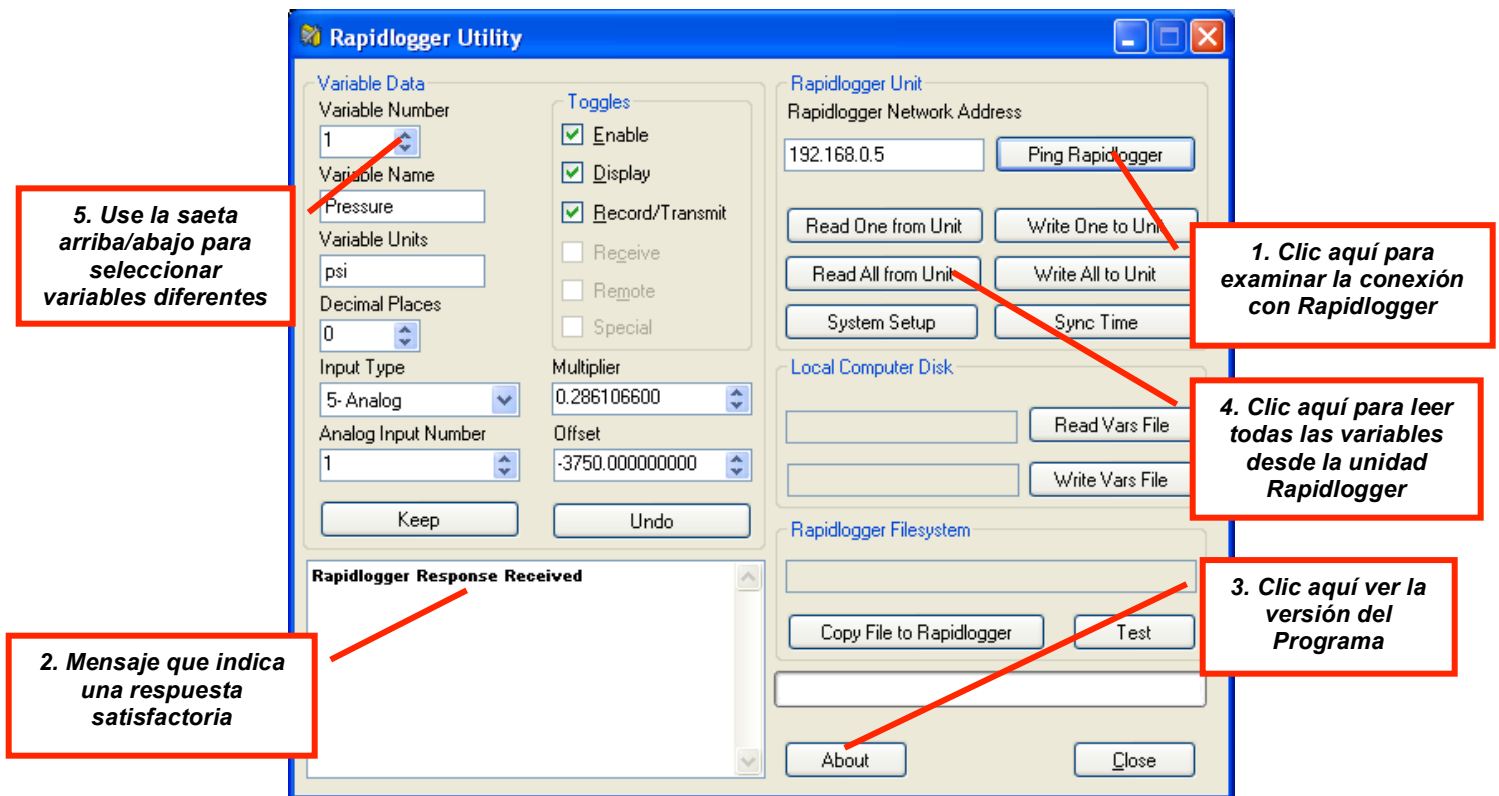 Rapidlogger Utility
Variable Data
Variable Number
1
Variable Name
Pressure
Variable Units
psi
Decimal Places
0
Input Type
5- Analog
Analog Input Number
1
Keep
Toggles
Enable
Display
Record/Transmit
Receive
Remote
Special
Multiplier
0.286106600
Offset
-3750.000000000
Undo
Rapidlogger Response Received
Rapidlogger Unit
Rapidlogger Network Address
192.168.0.5
Ping Rapidlogger
Read One from Unit
Write One to Unit
Read All from Unit
Write All to Unit
System Setup
Sync Time
Local Computer Disk
Read Vars File
Write Vars File
Rapidlogger Filesystem
Copy File to Rapidlogger
Test
About
Close
5. Use la saeta
arriba/abajo para
seleccionar
variables diferentes
2. Mensaje que indica
una respuesta
satisfactoria
1. Clic aquí para
examinar la conexión
con Rapidlogger
4. Clic aquí para leer
todas las variables
desde la unidad
Rapidlogger
3. Clic aquí ver la
versión del
Programa